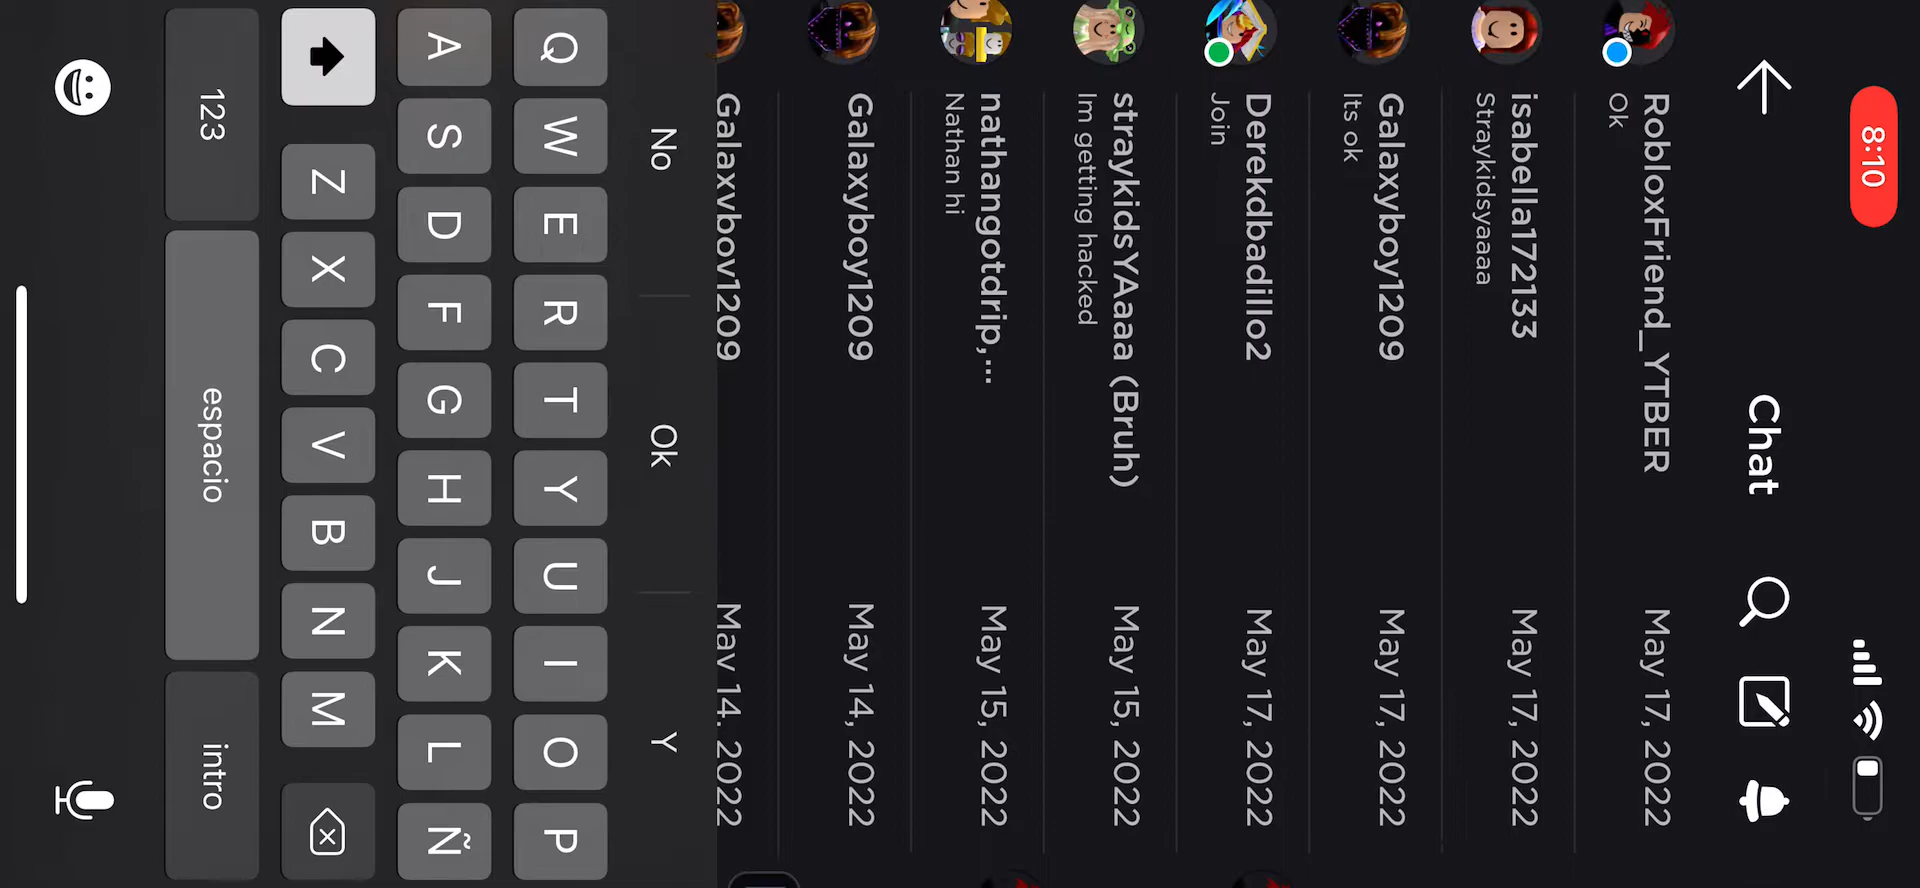 8:10
Chat
RobloxFriend_YTBER May 17, 2022
Ok
isabella172133 May 17, 2022
Straykidsyaaaa
Galaxyboy1209 May 17, 2022
Its ok
Derekdbadillo2 May 17, 2022
Join
straykidsYAaaa (Bruh) May 15, 2022
Im getting hacked
nathangotdrip,... May 15, 2022
Nathan hi
Galaxyboy1209 May 14, 2022
Galaxyboy1209 May 14, 2022
No Ok Y
Q W E R T Y U I O P
A S D F G H J K L Ñ
Z X C V B N M
123 espacio intro